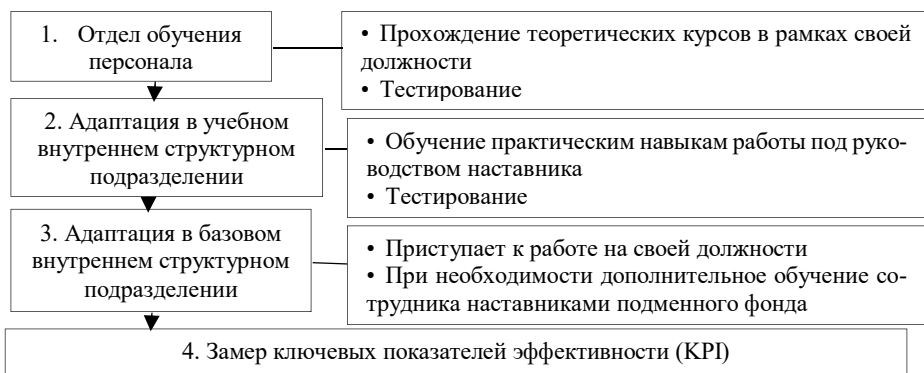 1. Отдел обучения
персонала
• Прохождение теоретических курсов в рамках своей
должности
• Тестирование
2. Адаптация в учебном
внутреннем структурном
подразделении
• Обучение практическим навыкам работы под руко-
водством наставника
• Тестирование
3. Адаптация в базовом
внутреннем структурном
подразделении
• Приступает к работе на своей должности
• При необходимости дополнительное обучение со-
трудника наставниками подменного фонда
4. Замер ключевых показателей эффективности (KPI)